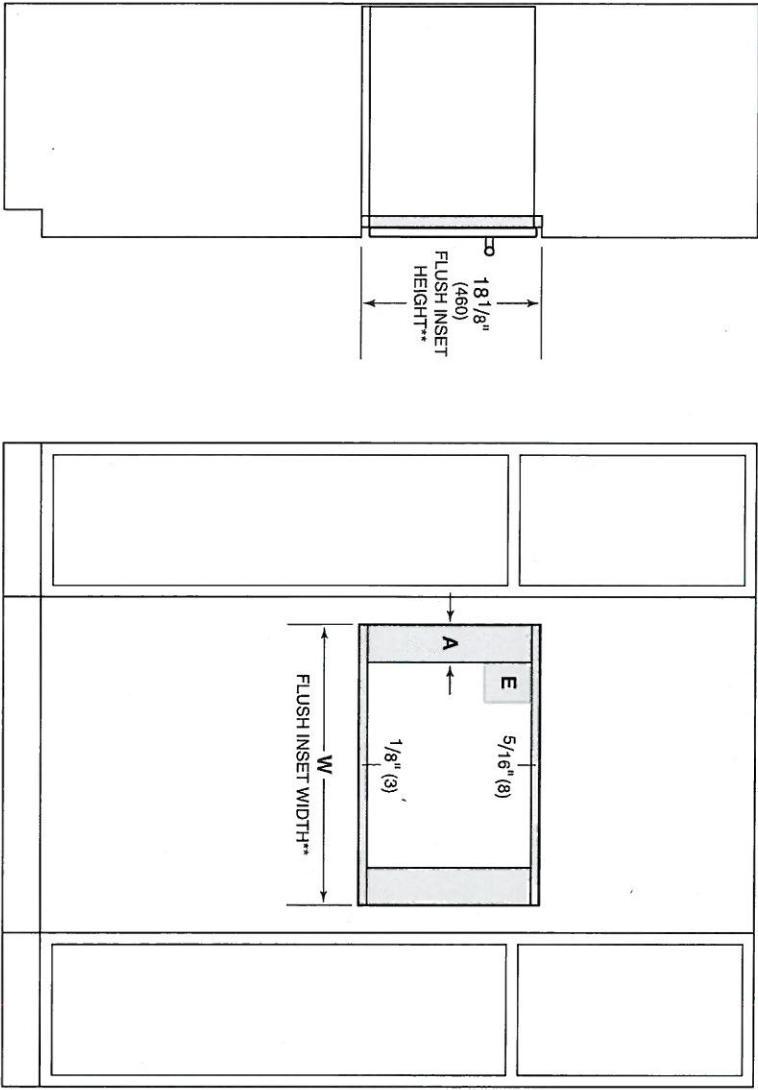 18 1/8"
(460)
FLUSH INSET
HEIGHT**
E
A
5/16" (8)
1/8" (3)
W
FLUSH INSET WIDTH**